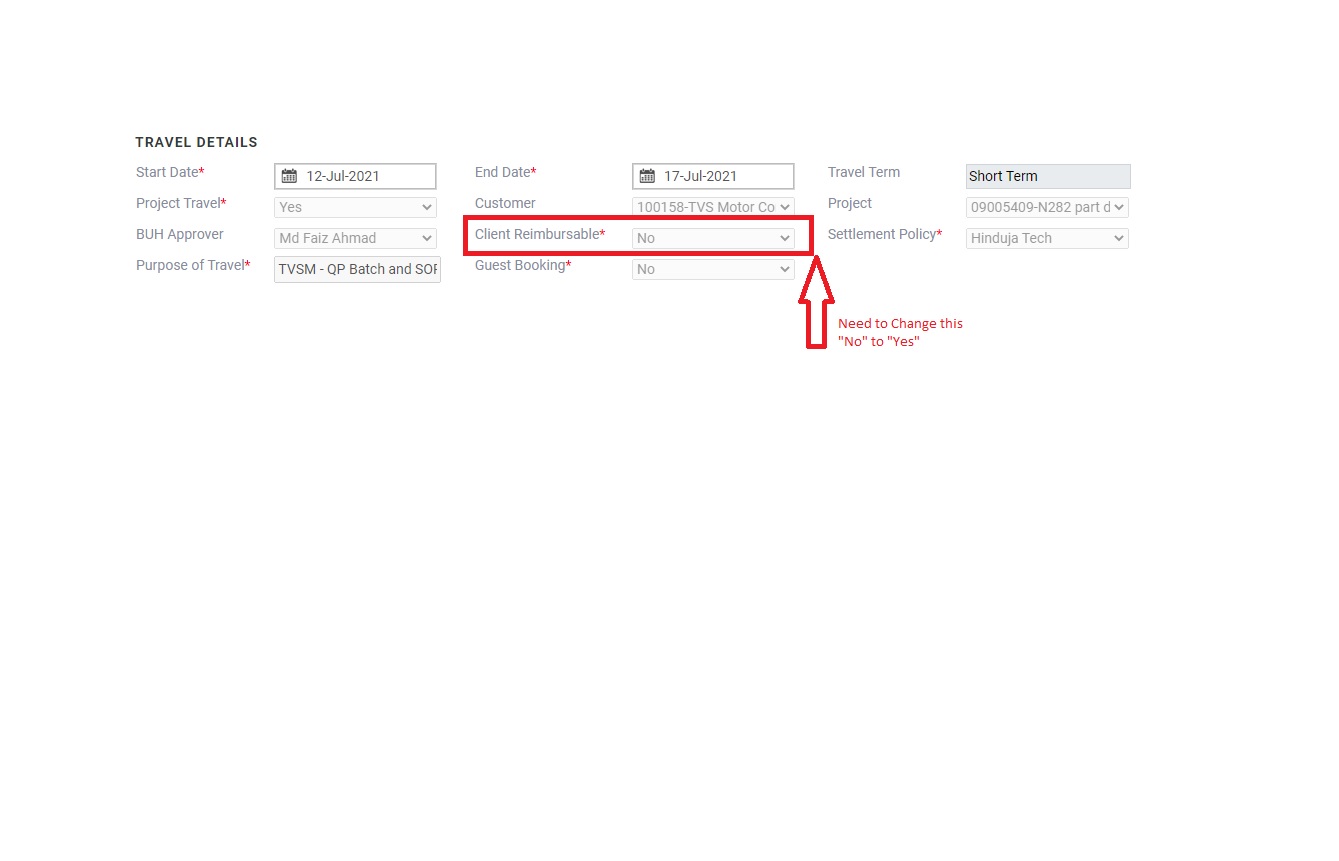 TRAVEL DETAILS
Start Date* 12-Jul-2021 End Date* 17-Jul-2021 Travel Term Short Term
Project Travel* Yes Customer 100158-TVS Motor Co Project 09005409-N282 part d
BUH Approver Md Faiz Ahmad Client Reimbursable* No Settlement Policy* Hinduja Tech
Purpose of Travel* TVSM - QP Batch and SOP Guest Booking* No
Need to Change this
"No" to "Yes"